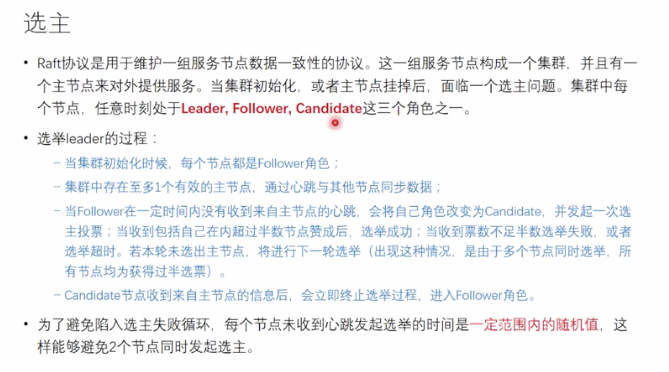 选主
• Raft协议是用于维护一组服务节点数据一致性的协议。这一组服务节点构成一个集群，并且有一
个主节点来对外提供服务。当集群初始化，或者主节点挂掉后，面临一个选主问题。集群中每
个节点，任意时刻处于Leader, Follower, Candidate这三个角色之一。
• 选举leader的过程：
– 当集群初始化时候，每个节点都是Follower角色；
– 集群中存在至多1个有效的主节点，通过心跳与其他节点同步数据；
– 当Follower在一定时间内没有收到来自主节点的心跳，会将自己角色改变为Candidate，并发起一次选
主投票；当收到包括自己在内超过半数节点赞成后，选举成功；当收到票数不足半数选举失败，或者
选举超时。若本轮未选出主节点，将进行下一轮选举（出现这种情况，是由于多个节点同时选举，所
有节点均为获得过半选票）。
– Candidate节点收到来自主节点的信息后，会立即终止选举过程，进入Follower角色。
• 为了避免陷入选主失败循环，每个节点未收到心跳发起选举的时间是一定范围内的随机值，这
样能够避免2个节点同时发起选主。